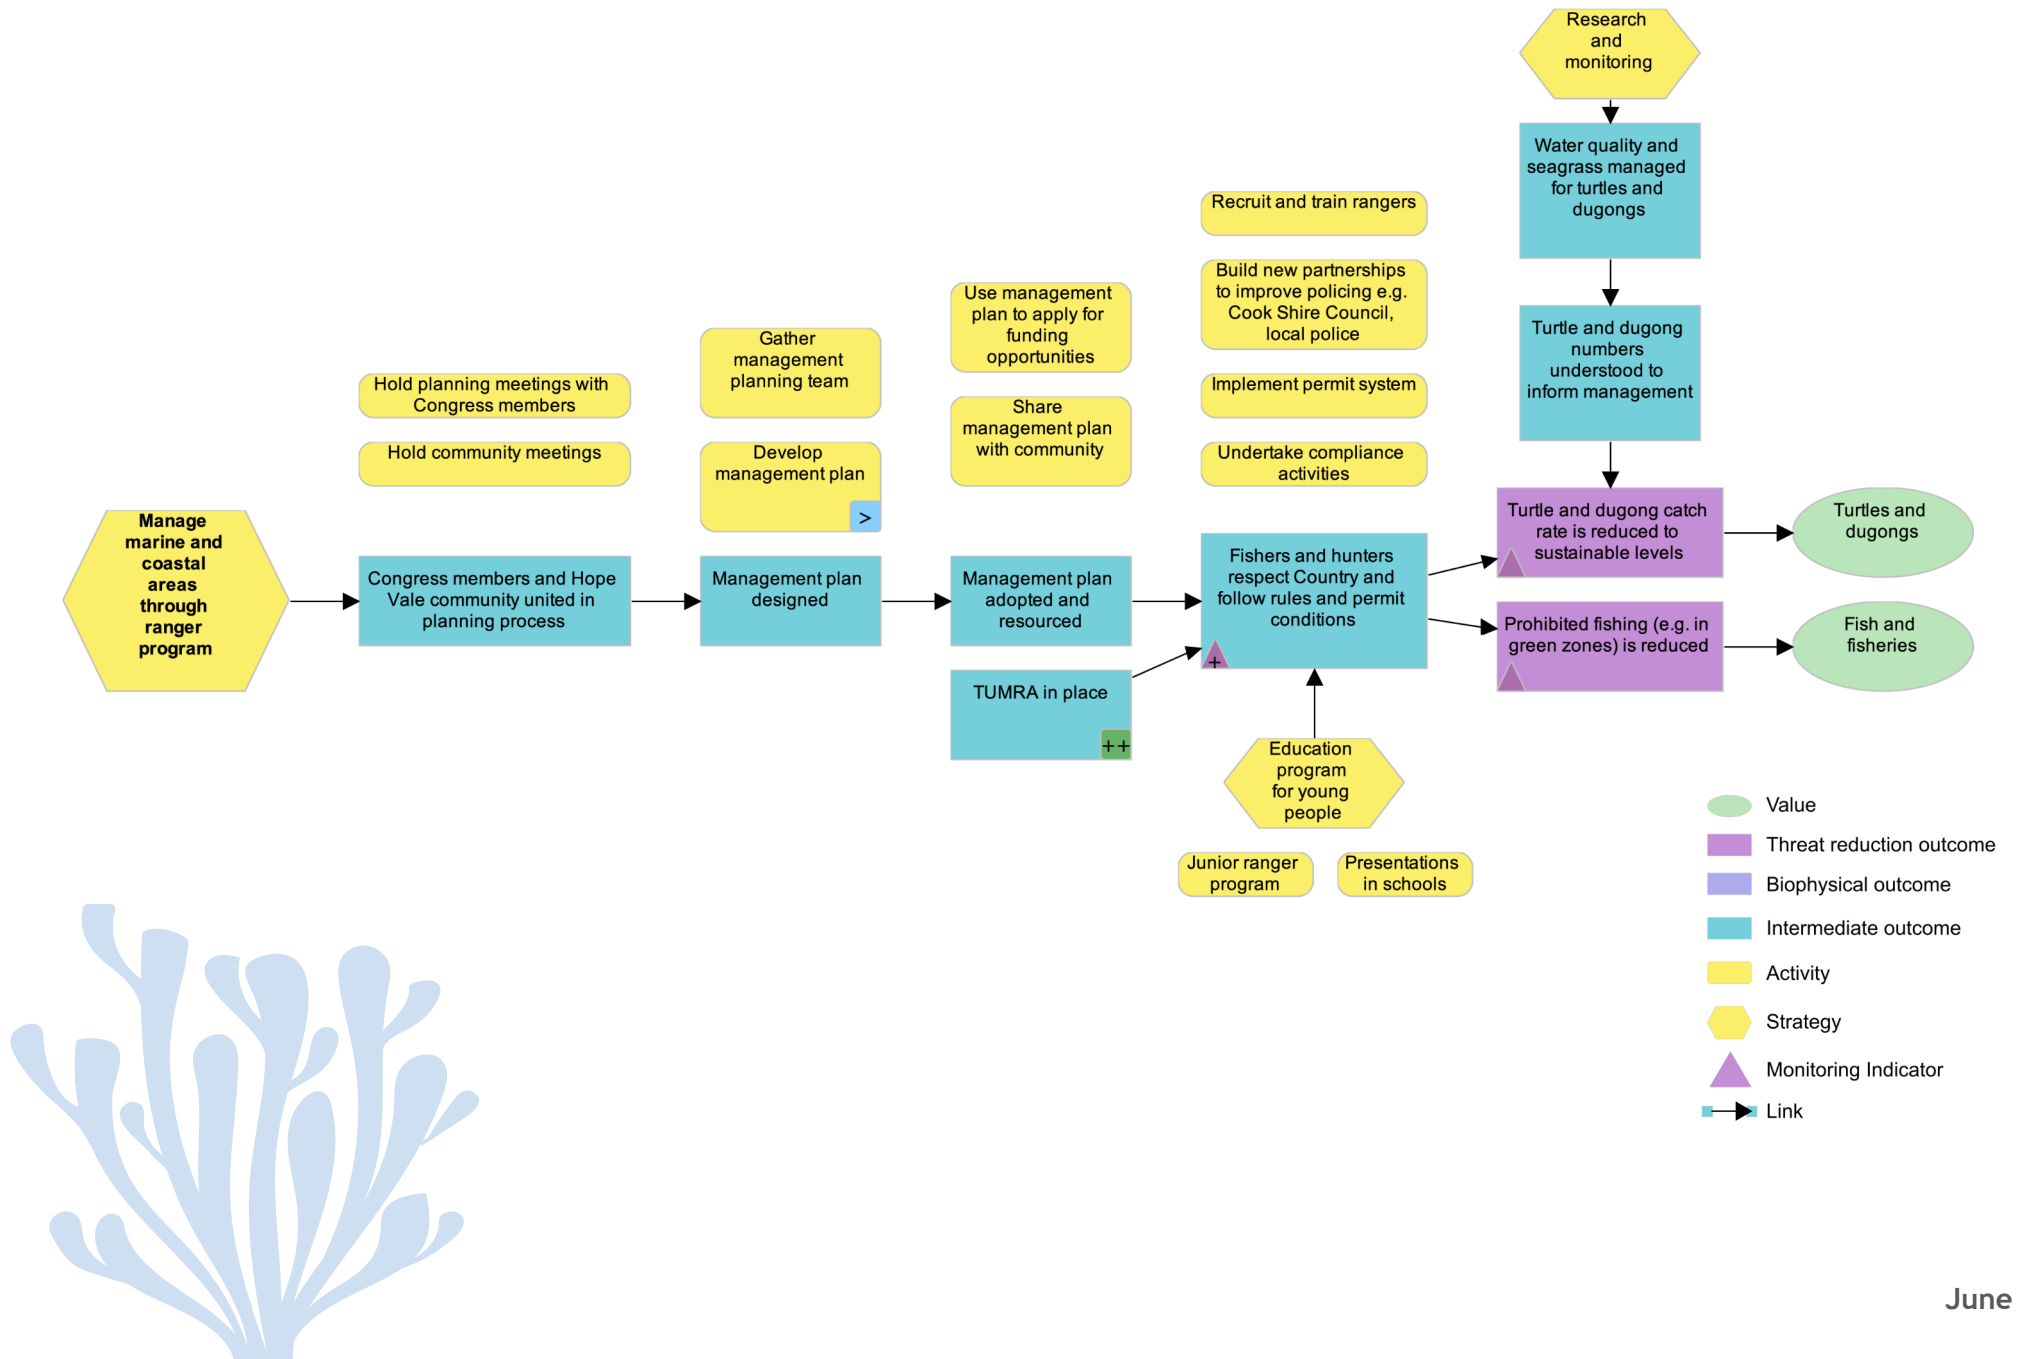 Research
and
monitoring
Water quality and
seagrass managed
for turtles and
dugongs
Recruit and train rangers
Build new partnerships
to improve policing e.g.
Cook Shire Council,
local police
Use management
plan to apply for
funding
opportunities
Turtle and dugong
numbers
understood to
inform management
Gather
management
planning team
Hold planning meetings with
Congress members
Implement permit system
Share
management plan
with community
Hold community meetings
Develop
management plan
>
Undertake compliance
activities
Manage
marine and
coastal
areas
through
ranger
program
Congress members and Hope
Vale community united in
planning process
Management plan
designed
Management plan
adopted and
resourced
Fishers and hunters
respect Country and
follow rules and permit
conditions
+
Turtle and dugong catch
rate is reduced to
sustainable levels
Turtles and
dugongs
Prohibited fishing (e.g. in
green zones) is reduced
Fish and
fisheries
TUMRA in place
++
Education
program
for young
people
Junior ranger
program
Presentations
in schools
Value
Threat reduction outcome
Biophysical outcome
Intermediate outcome
Activity
Strategy
Monitoring Indicator
Link
June